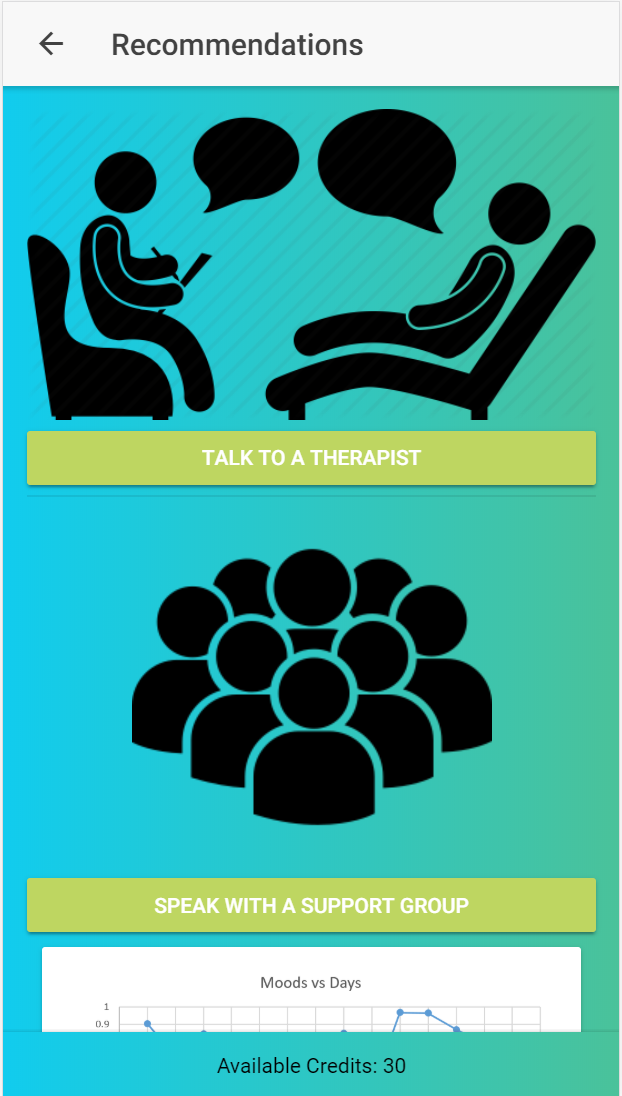 Recommendations
TALK TO A THERAPIST
SPEAK WITH A SUPPORT GROUP
Moods vs Days
1
0.9
Available Credits: 30